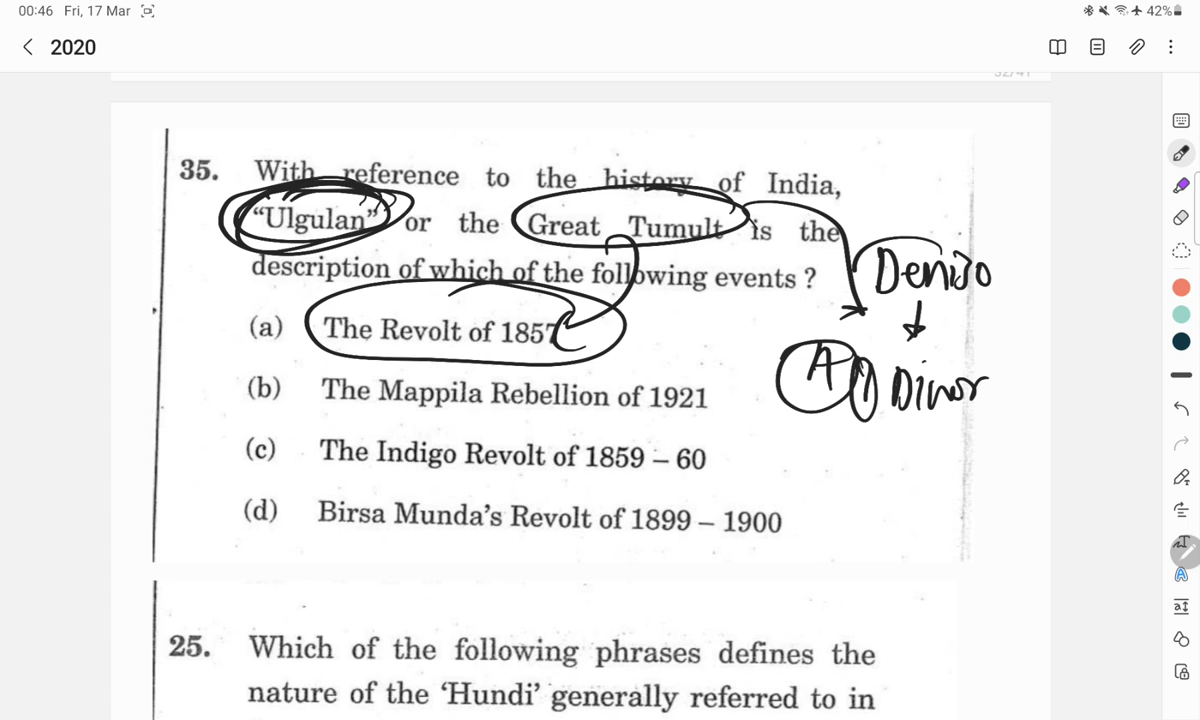 00:46 Fri, 17 Mar
42%
2020
32/41
35. With reference to the history of India,
"Ulgulan" or the Great Tumult is the
description of which of the following events ?
(a) The Revolt of 1857
(b) The Mappila Rebellion of 1921
(c) The Indigo Revolt of 1859 – 60
(d) Birsa Munda's Revolt of 1899 – 1900
A
25. Which of the following phrases defines the
nature of the 'Hundi' generally referred to in